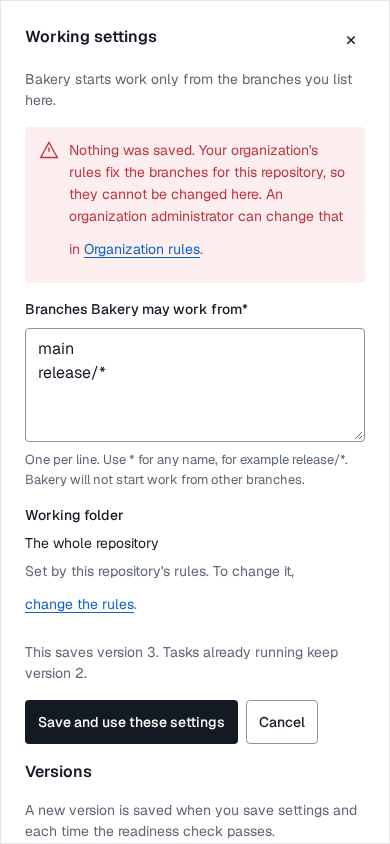 Working settings
×
Bakery starts work only from the branches you list
here.
Nothing was saved. Your organization's
rules fix the branches for this repository, so
they cannot be changed here. An
organization administrator can change that
in Organization rules.
Branches Bakery may work from*
main
release/*
One per line. Use * for any name, for example release/*.
Bakery will not start work from other branches.
Working folder
The whole repository
Set by this repository's rules. To change it,
change the rules.
This saves version 3. Tasks already running keep
version 2.
Save and use these settings
Cancel
Versions
A new version is saved when you save settings and
each time the readiness check passes.